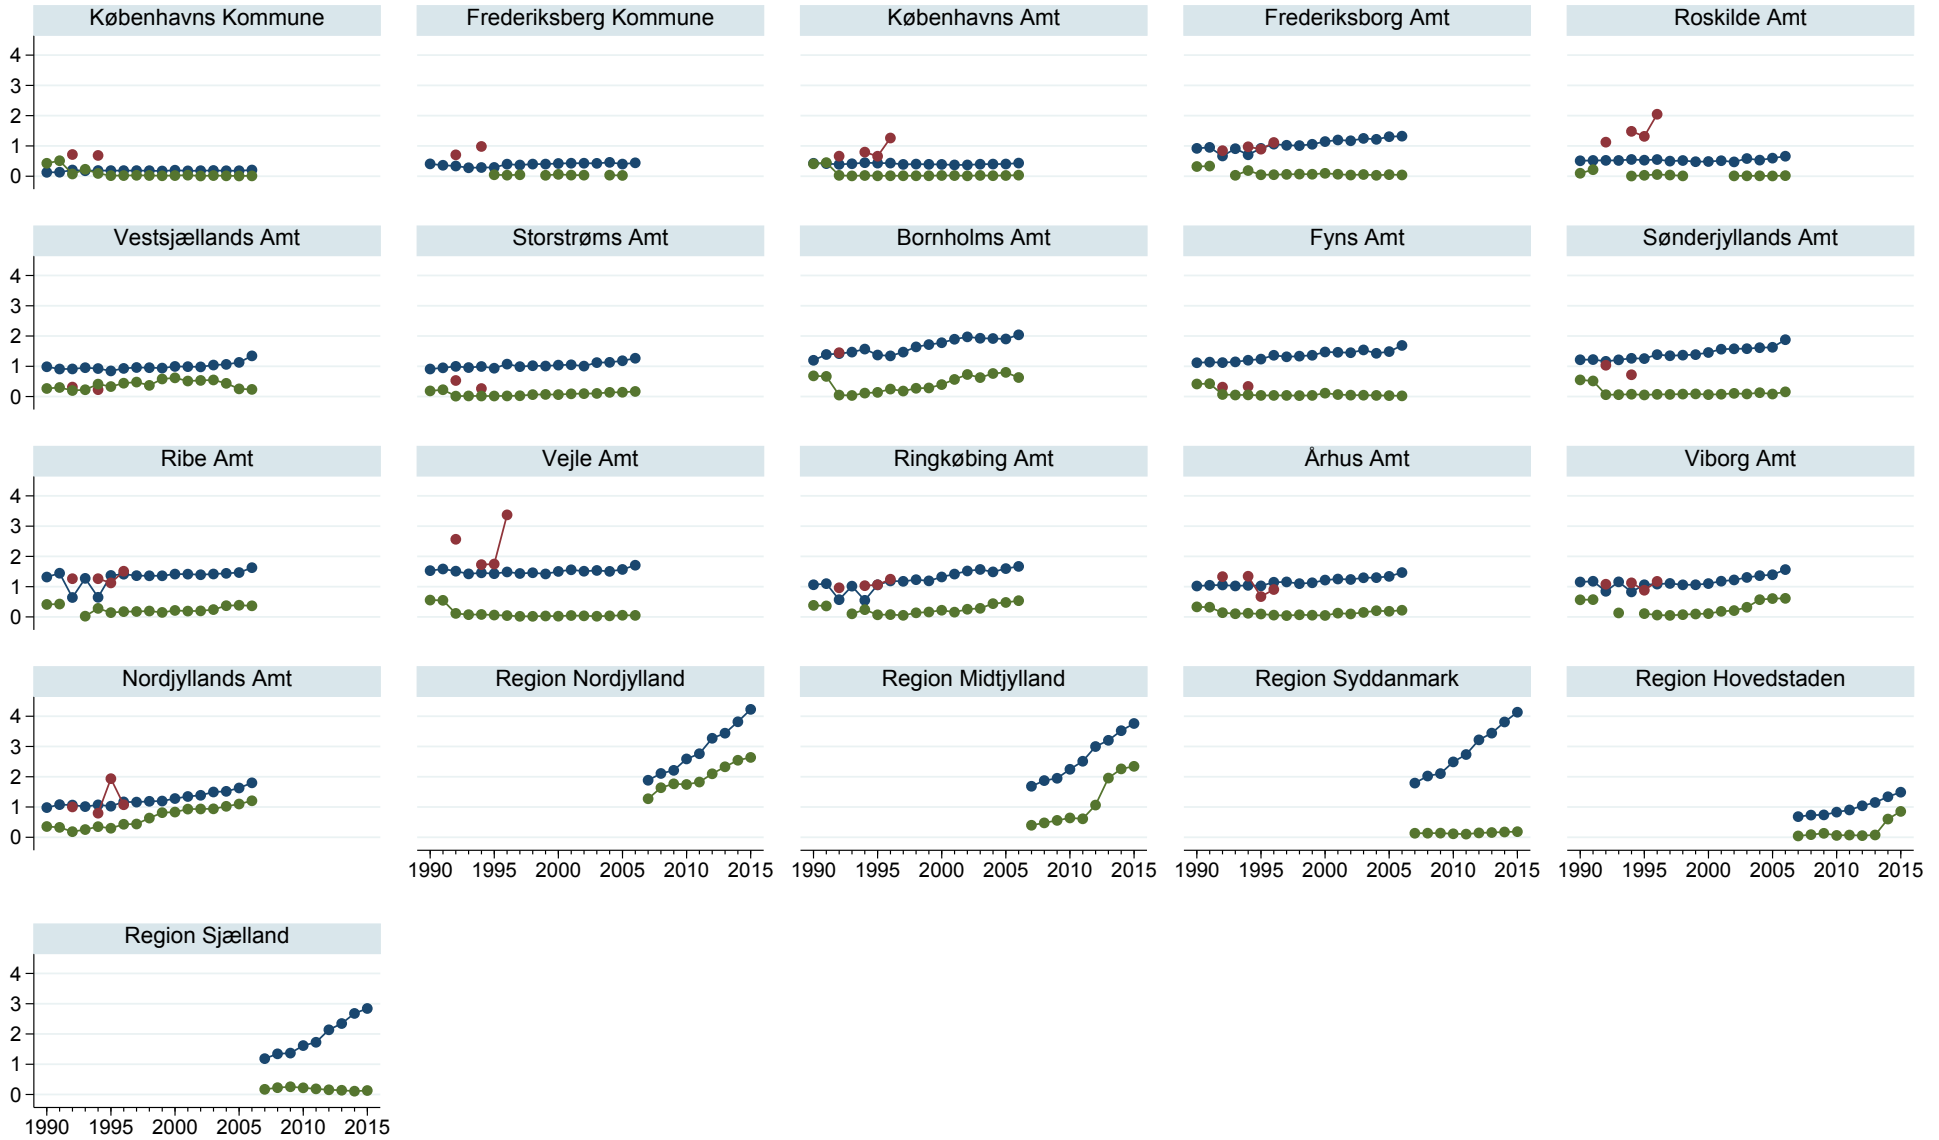 Københavns Kommune
Frederiksberg Kommune
Københavns Amt
Frederiksborg Amt
Roskilde Amt
4
3
2
1
0
Vestsjællands Amt
Storstrøms Amt
Bornholms Amt
Fyns Amt
Sønderjyllands Amt
4
3
2
1
0
Ribe Amt
Vejle Amt
Ringkøbing Amt
Århus Amt
Viborg Amt
4
3
2
1
0
Nordjyllands Amt
Region Nordjylland
Region Midtjylland
Region Syddanmark
Region Hovedstaden
4
3
2
1
0
1990 1995 2000 2005 2010 2015
1990 1995 2000 2005 2010 2015
1990 1995 2000 2005 2010 2015
1990 1995 2000 2005 2010 2015
Region Sjælland
4
3
2
1
0
1990 1995 2000 2005 2010 2015